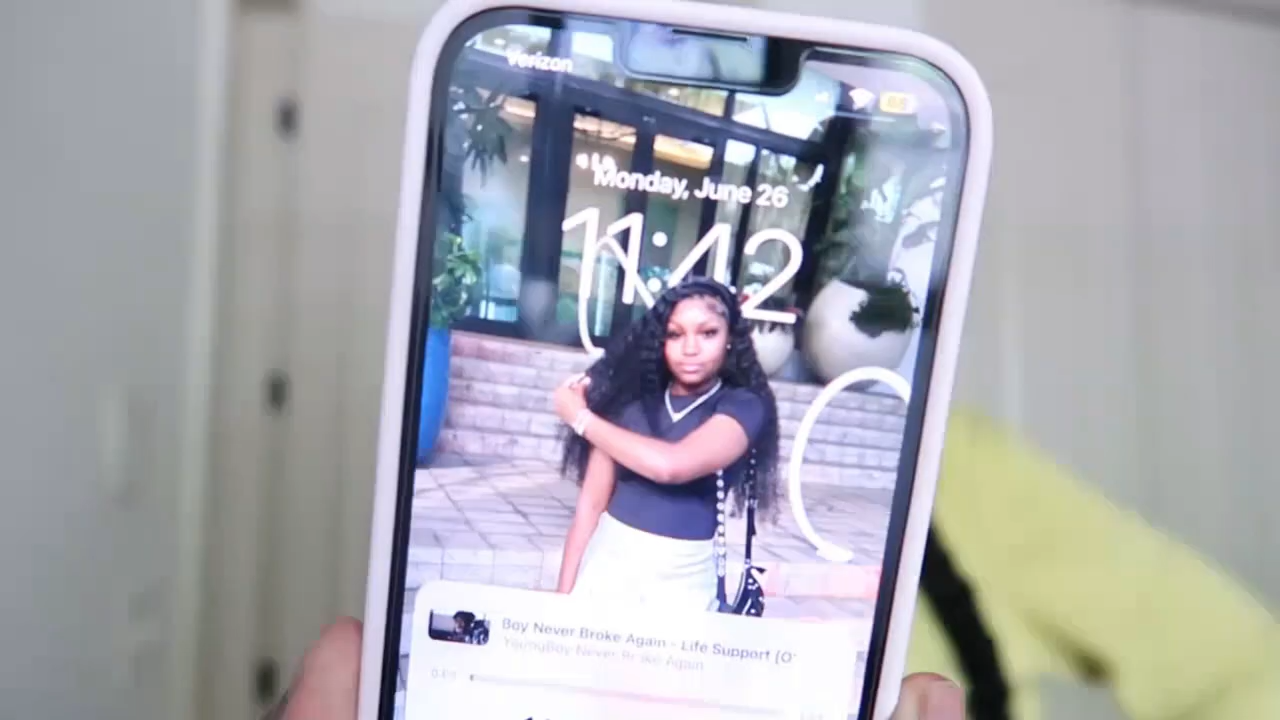 verizon
Monday, June 26
11:42
Boy Never Broke Again - Life Support [O
YoungBoy Never Broke Again